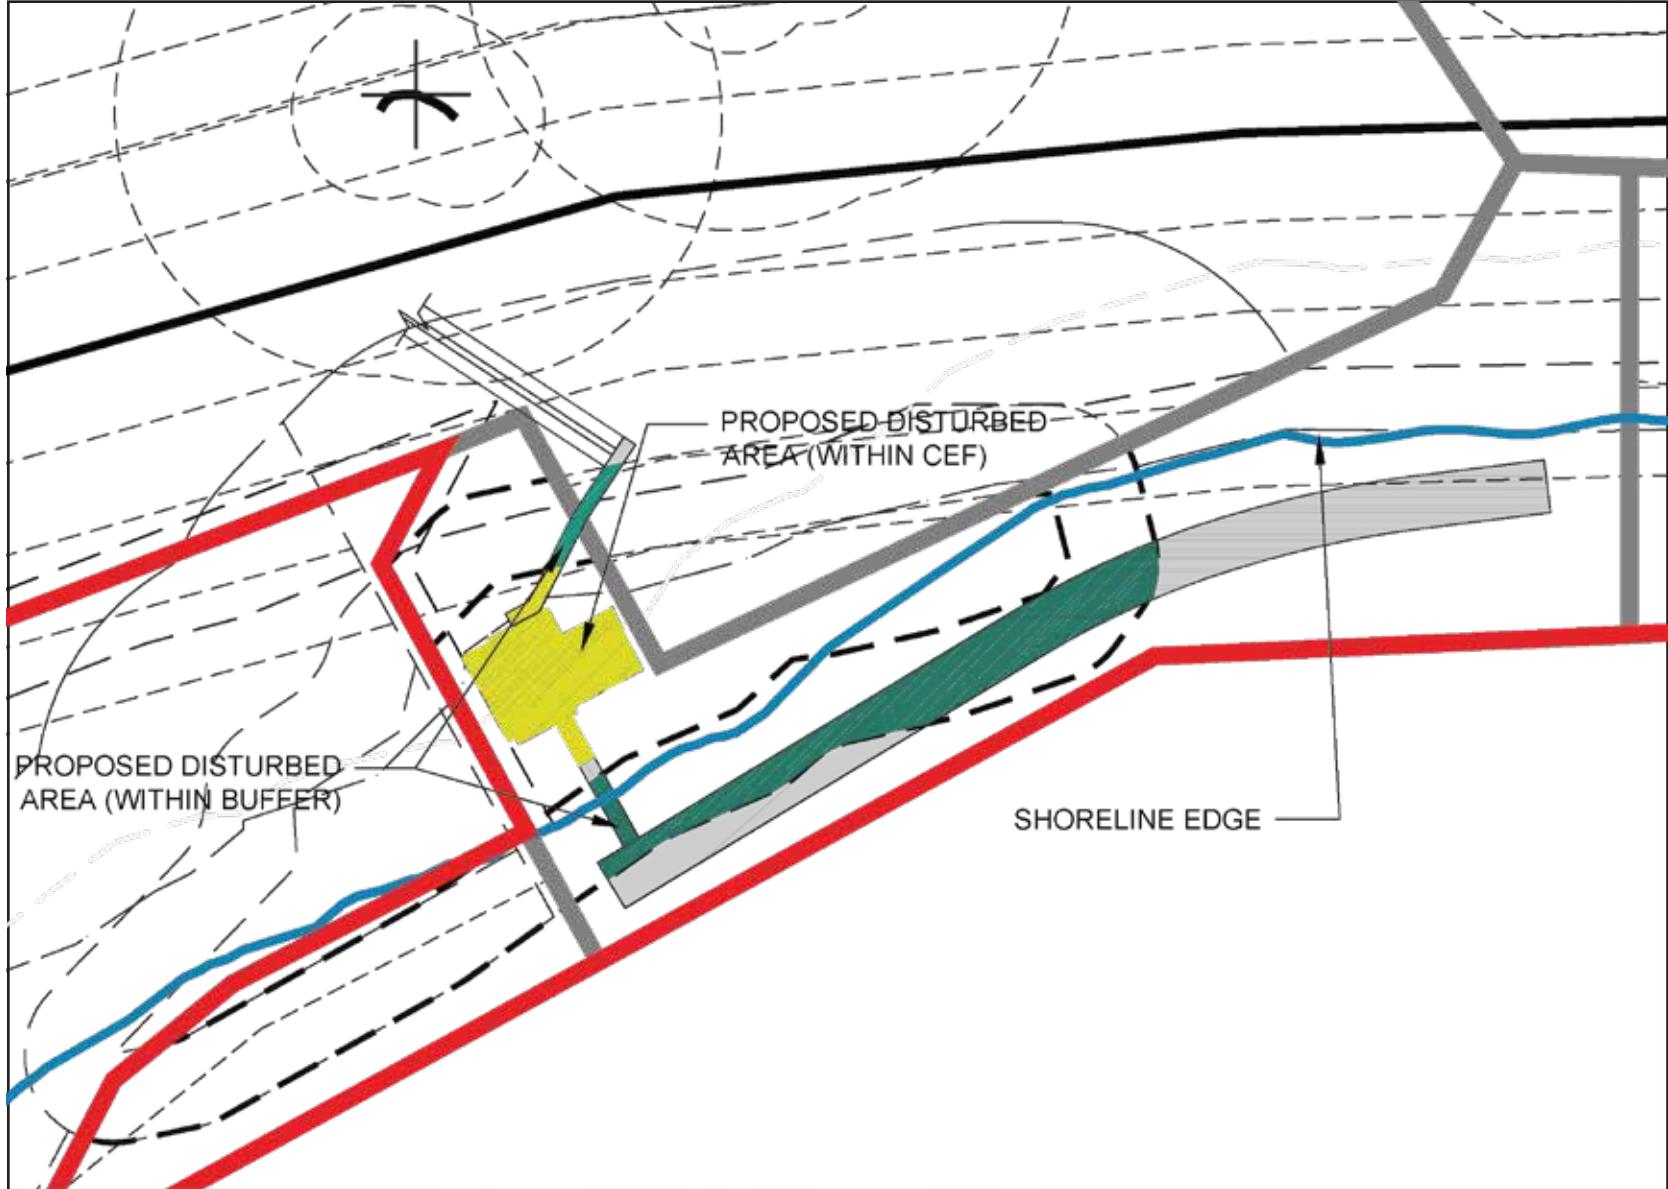 PROPOSED DISTURBED
AREA (WITHIN CEF)
PROPOSED DISTURBED
AREA (WITHIN BUFFER)
SHORELINE EDGE